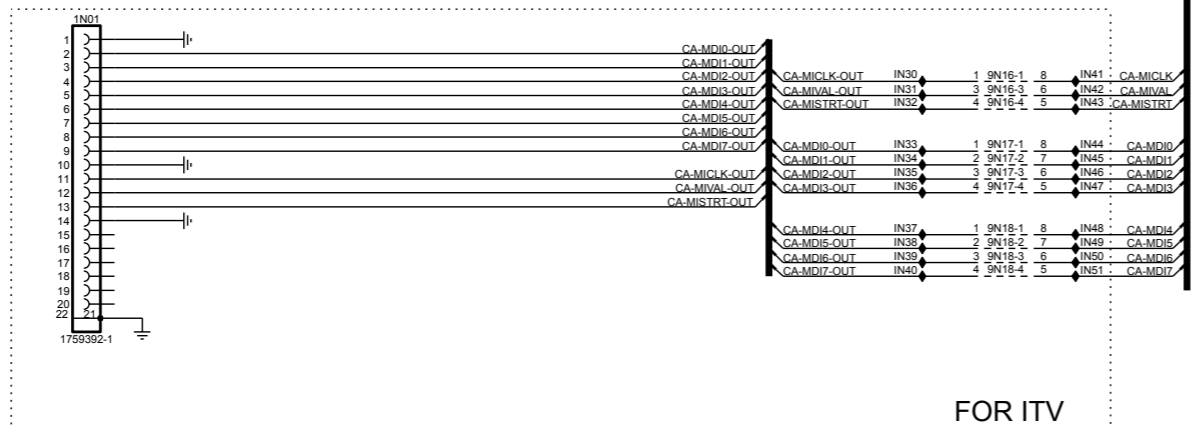 1N01
1
2 CA-MDI0-OUT
3 CA-MDI1-OUT
4 CA-MDI2-OUT CA-MICLK-OUT IN30 1 9N16-1 8 IN41 CA-MICLK
5 CA-MDI3-OUT CA-MIVAL-OUT IN31 3 9N16-3 6 IN42 CA-MIVAL
6 CA-MDI4-OUT CA-MISTRT-OUT IN32 4 9N16-4 5 IN43 CA-MISTRT
7 CA-MDI5-OUT
8 CA-MDI6-OUT
9 CA-MDI7-OUT CA-MDI0-OUT IN33 1 9N17-1 8 IN44 CA-MDI0
10 CA-MDI1-OUT IN34 2 9N17-2 7 IN45 CA-MDI1
11 CA-MICLK-OUT CA-MDI2-OUT IN35 3 9N17-3 6 IN46 CA-MDI2
12 CA-MIVAL-OUT CA-MDI3-OUT IN36 4 9N17-4 5 IN47 CA-MDI3
13 CA-MISTRT-OUT
14
15 CA-MDI4-OUT IN37 1 9N18-1 8 IN48 CA-MDI4
16 CA-MDI5-OUT IN38 2 9N18-2 7 IN49 CA-MDI5
17 CA-MDI6-OUT IN39 3 9N18-3 6 IN50 CA-MDI6
18 CA-MDI7-OUT IN40 4 9N18-4 5 IN51 CA-MDI7
19
20
22 21
1759392-1
FOR ITV